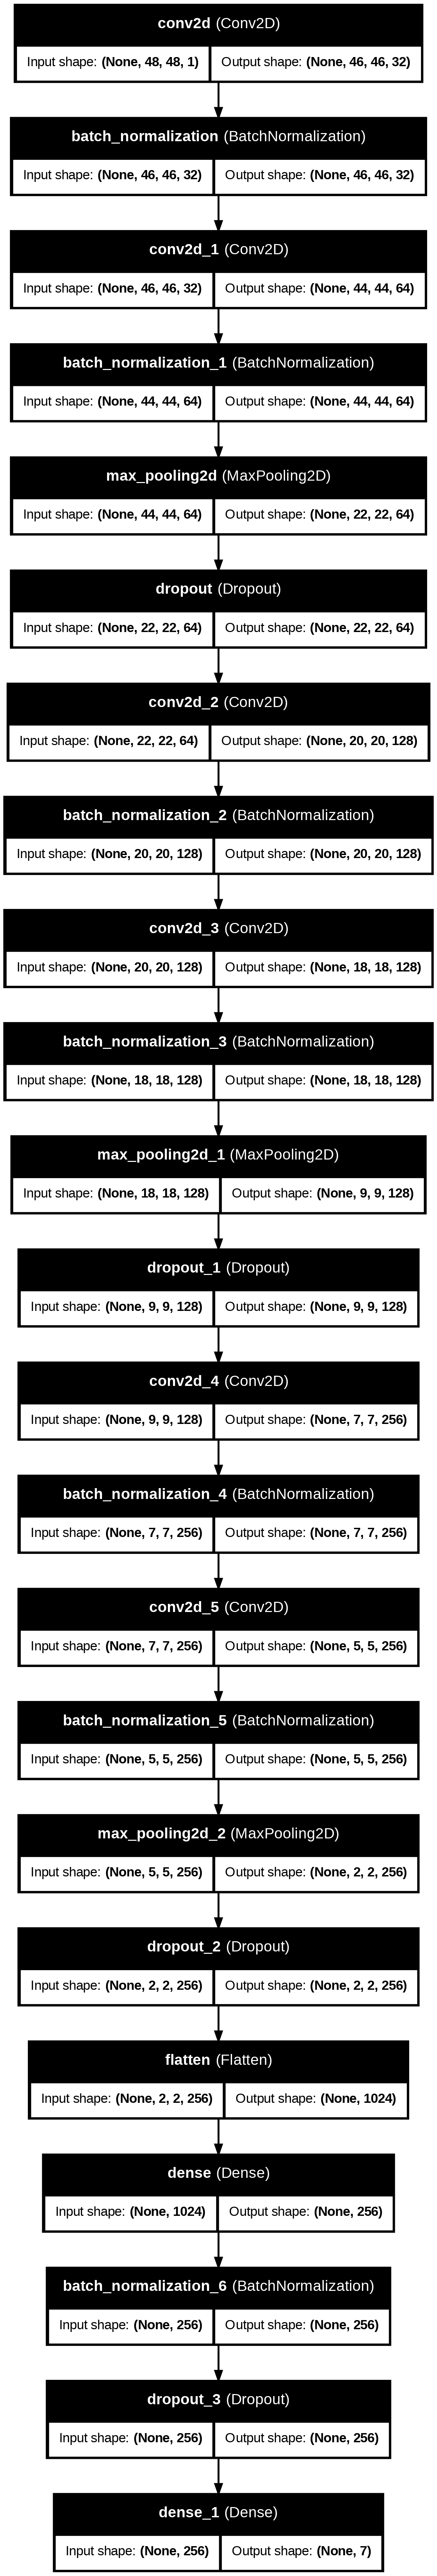 conv2d (Conv2D)
Input shape: (None, 48, 48, 1) Output shape: (None, 46, 46, 32)
batch_normalization (BatchNormalization)
Input shape: (None, 46, 46, 32) Output shape: (None, 46, 46, 32)
conv2d_1 (Conv2D)
Input shape: (None, 46, 46, 32) Output shape: (None, 44, 44, 64)
batch_normalization_1 (BatchNormalization)
Input shape: (None, 44, 44, 64) Output shape: (None, 44, 44, 64)
max_pooling2d (MaxPooling2D)
Input shape: (None, 44, 44, 64) Output shape: (None, 22, 22, 64)
dropout (Dropout)
Input shape: (None, 22, 22, 64) Output shape: (None, 22, 22, 64)
conv2d_2 (Conv2D)
Input shape: (None, 22, 22, 64) Output shape: (None, 20, 20, 128)
batch_normalization_2 (BatchNormalization)
Input shape: (None, 20, 20, 128) Output shape: (None, 20, 20, 128)
conv2d_3 (Conv2D)
Input shape: (None, 20, 20, 128) Output shape: (None, 18, 18, 128)
batch_normalization_3 (BatchNormalization)
Input shape: (None, 18, 18, 128) Output shape: (None, 18, 18, 128)
max_pooling2d_1 (MaxPooling2D)
Input shape: (None, 18, 18, 128) Output shape: (None, 9, 9, 128)
dropout_1 (Dropout)
Input shape: (None, 9, 9, 128) Output shape: (None, 9, 9, 128)
conv2d_4 (Conv2D)
Input shape: (None, 9, 9, 128) Output shape: (None, 7, 7, 256)
batch_normalization_4 (BatchNormalization)
Input shape: (None, 7, 7, 256) Output shape: (None, 7, 7, 256)
conv2d_5 (Conv2D)
Input shape: (None, 7, 7, 256) Output shape: (None, 5, 5, 256)
batch_normalization_5 (BatchNormalization)
Input shape: (None, 5, 5, 256) Output shape: (None, 5, 5, 256)
max_pooling2d_2 (MaxPooling2D)
Input shape: (None, 5, 5, 256) Output shape: (None, 2, 2, 256)
dropout_2 (Dropout)
Input shape: (None, 2, 2, 256) Output shape: (None, 2, 2, 256)
flatten (Flatten)
Input shape: (None, 2, 2, 256) Output shape: (None, 1024)
dense (Dense)
Input shape: (None, 1024) Output shape: (None, 256)
batch_normalization_6 (BatchNormalization)
Input shape: (None, 256) Output shape: (None, 256)
dropout_3 (Dropout)
Input shape: (None, 256) Output shape: (None, 256)
dense_1 (Dense)
Input shape: (None, 256) Output shape: (None, 7)